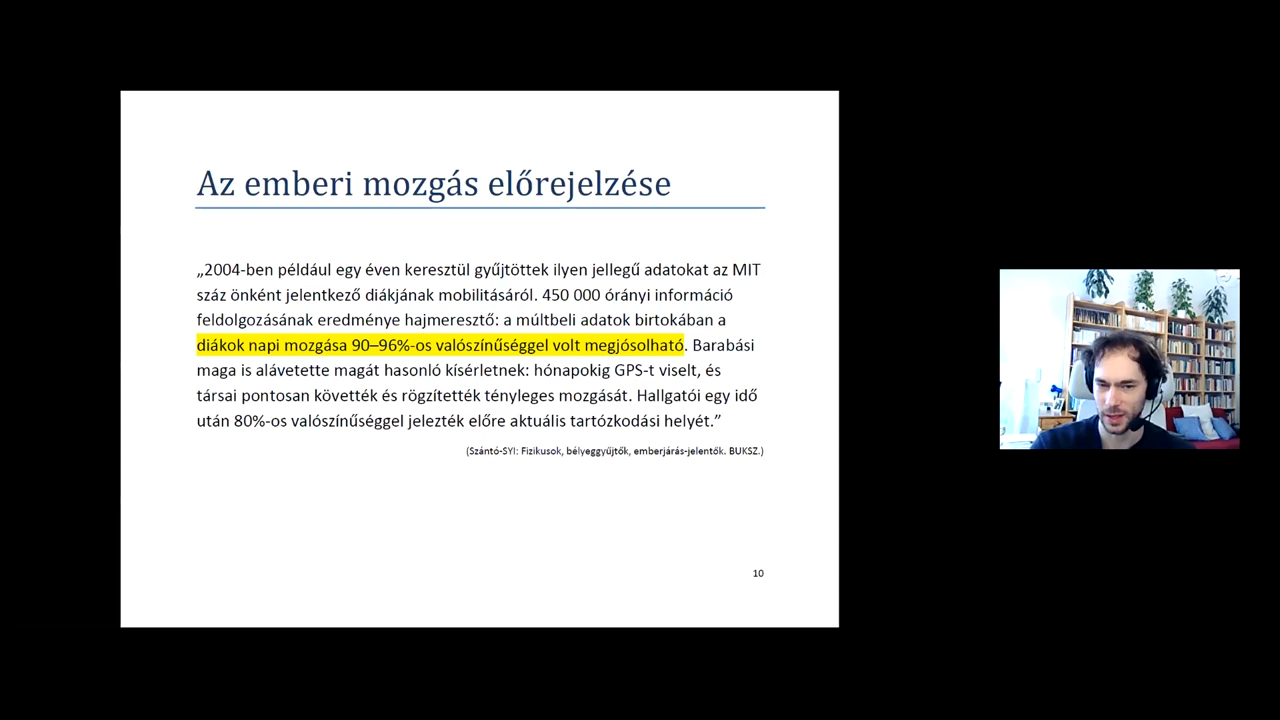 Az emberi mozgás előrejelzése
„2004-ben például egy éven keresztül gyűjtöttek ilyen jellegű adatokat az MIT
száz önként jelentkező diákjának mobilitásáról. 450 000 órányi információ
feldolgozásának eredménye hajmeresztő: a múltbeli adatok birtokában a
diákok napi mozgása 90–96%-os valószínűséggel volt megjósolható. Barabási
maga is alávetette magát hasonló kísérletnek: hónapokig GPS-t viselt, és
társai pontosan követték és rögzítették tényleges mozgását. Hallgatói egy idő
után 80%-os valószínűséggel jelezték előre aktuális tartózkodási helyét.”
(Szántó-SYI: Fizikusok, bélyeggyűjtők, emberjárás-jelentők. BUKSZ.)
10